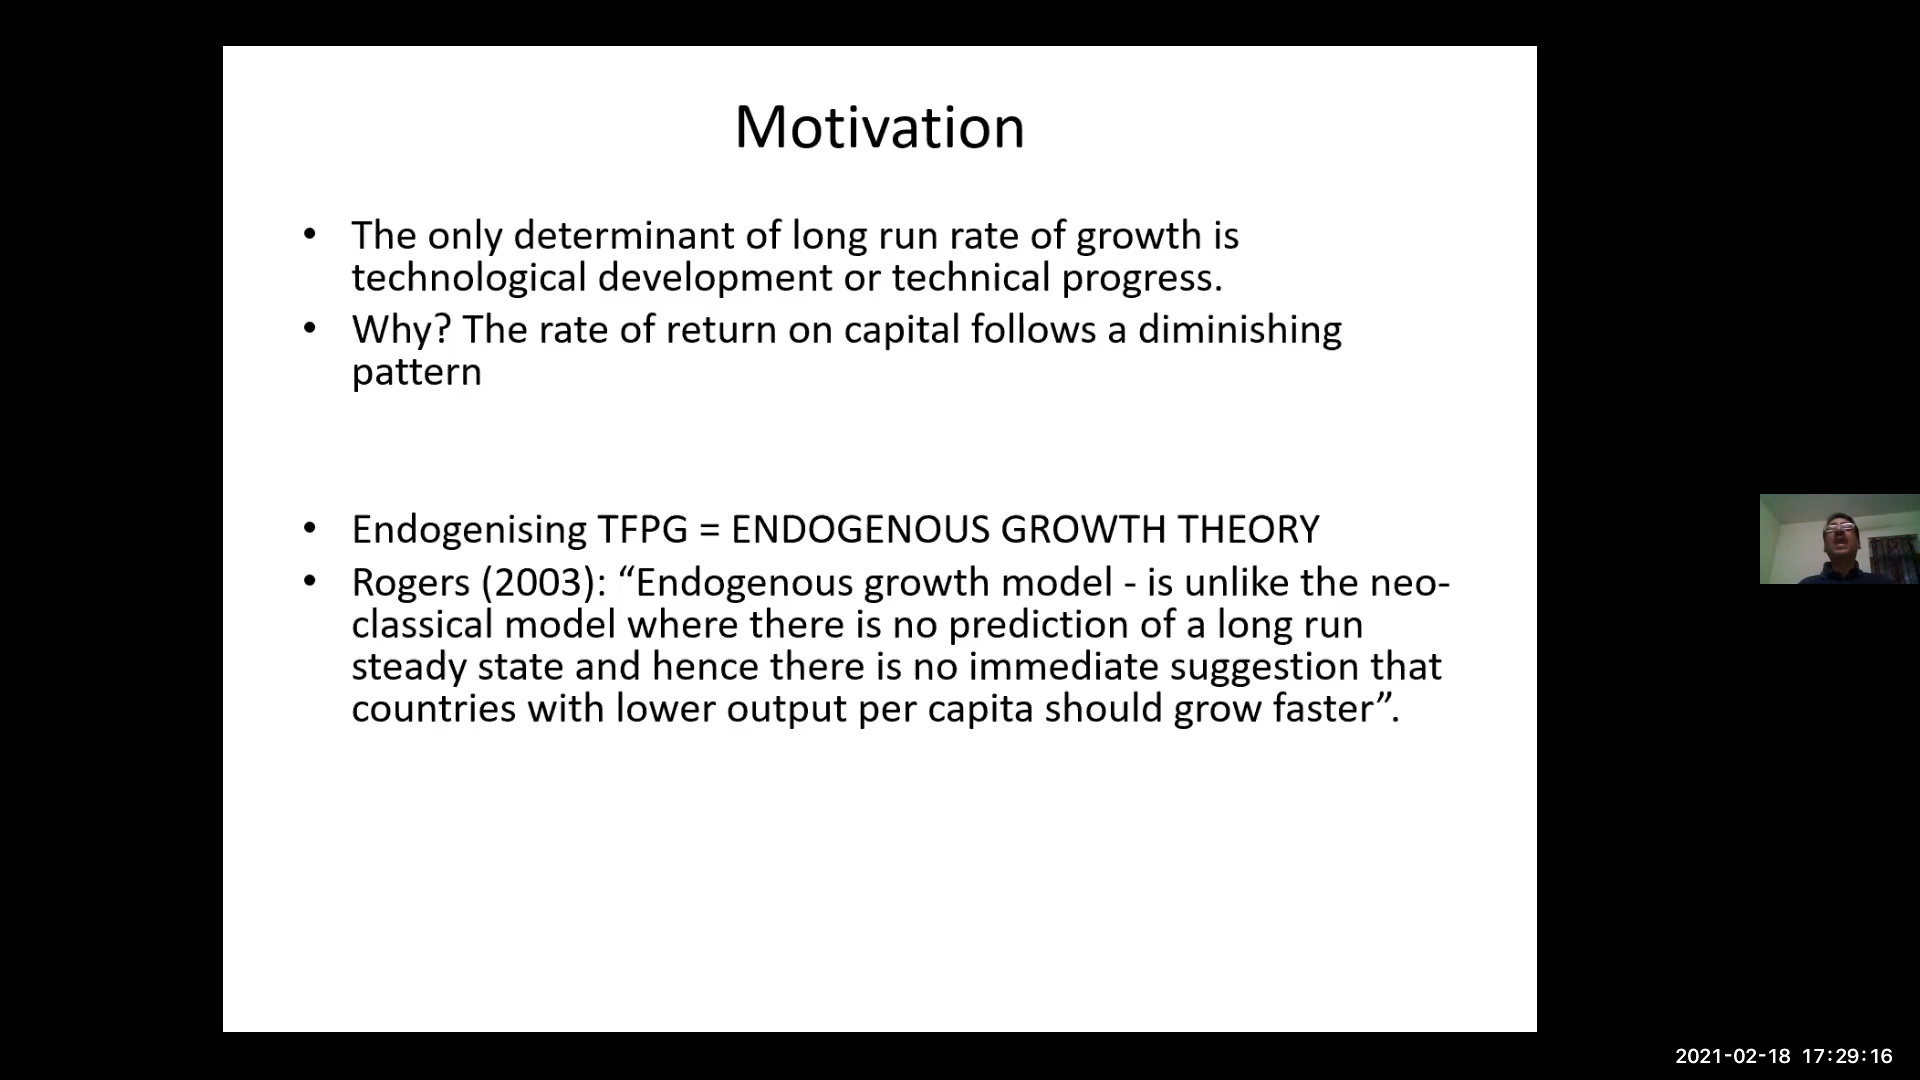 Motivation
• The only determinant of long run rate of growth is
technological development or technical progress.
• Why? The rate of return on capital follows a diminishing
pattern
• Endogenising TFPG = ENDOGENOUS GROWTH THEORY
• Rogers (2003): “Endogenous growth model - is unlike the neo-
classical model where there is no prediction of a long run
steady state and hence there is no immediate suggestion that
countries with lower output per capita should grow faster”.
2021-02-18 17:29:16